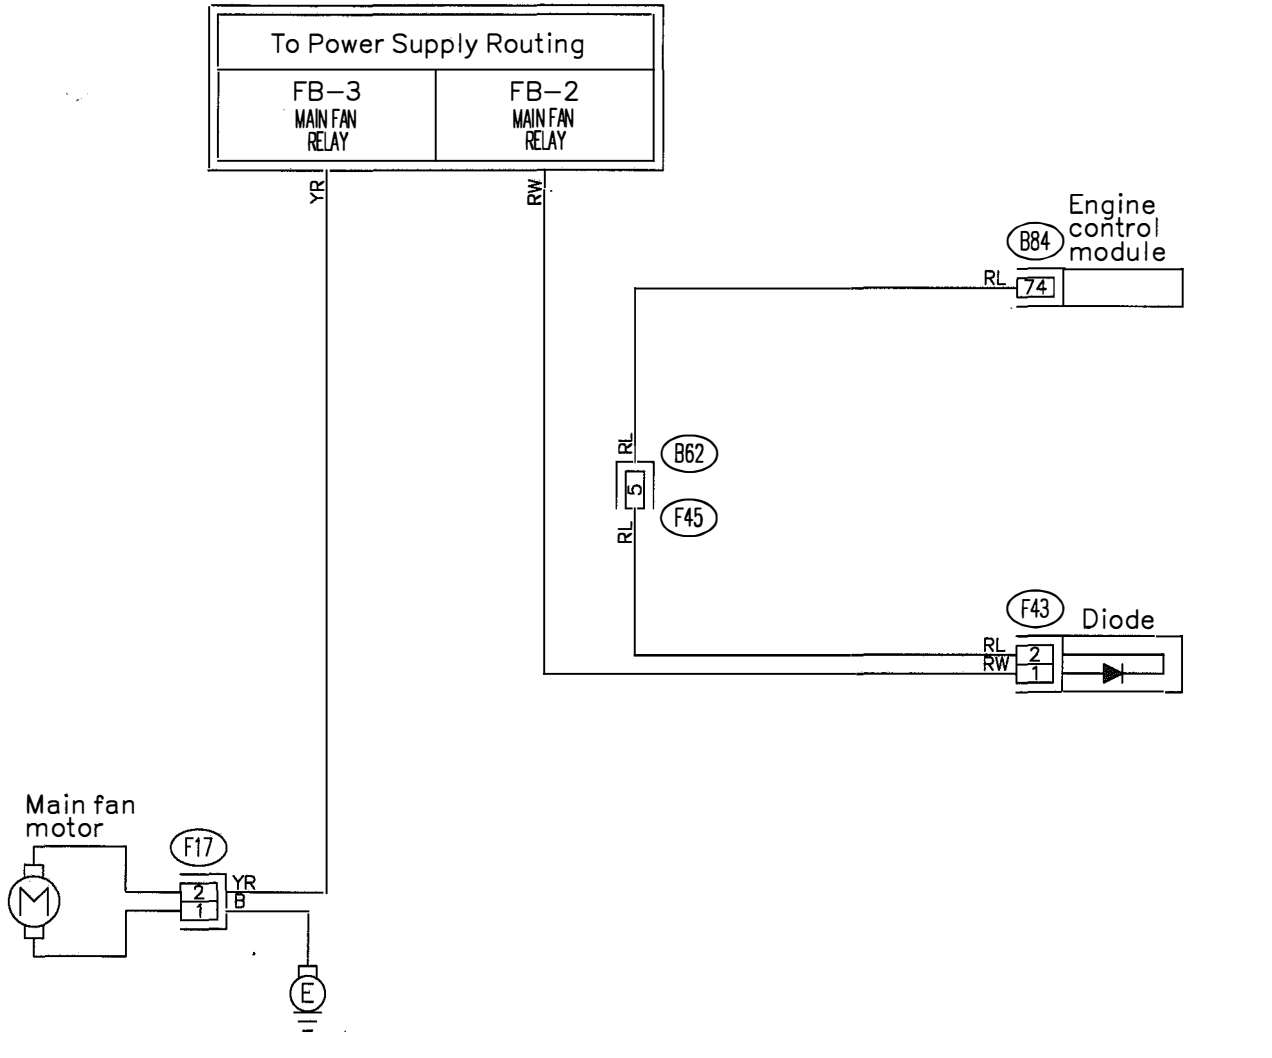 To Power Supply Routing
FB-3
MAIN FAN
RELAY
FB-2
MAIN FAN
RELAY
YR
RW
Engine
control
module
B84
RL
74
RL
B62
5
F45
RL
F43
Diode
RL
2
RW
1
Main fan
motor
F17
M
2
YR
1
B
E